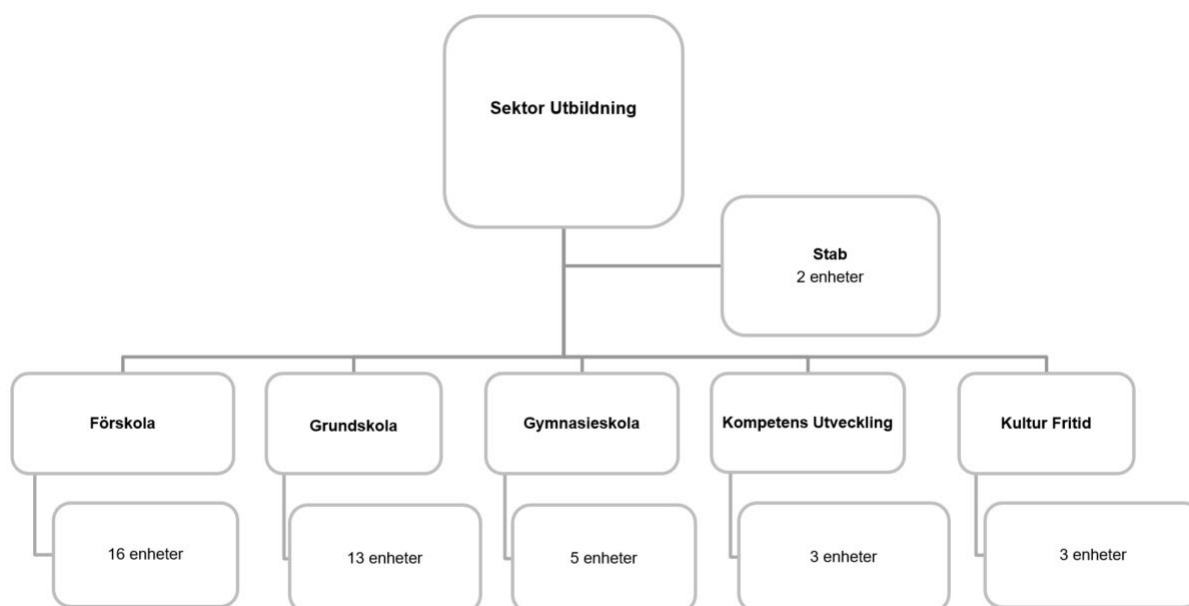 Sektor Utbildning
Stab
2 enheter
Förskola
Grundskola
Gymnasieskola
Kompetens Utveckling
Kultur Fritid
16 enheter
13 enheter
5 enheter
3 enheter
3 enheter